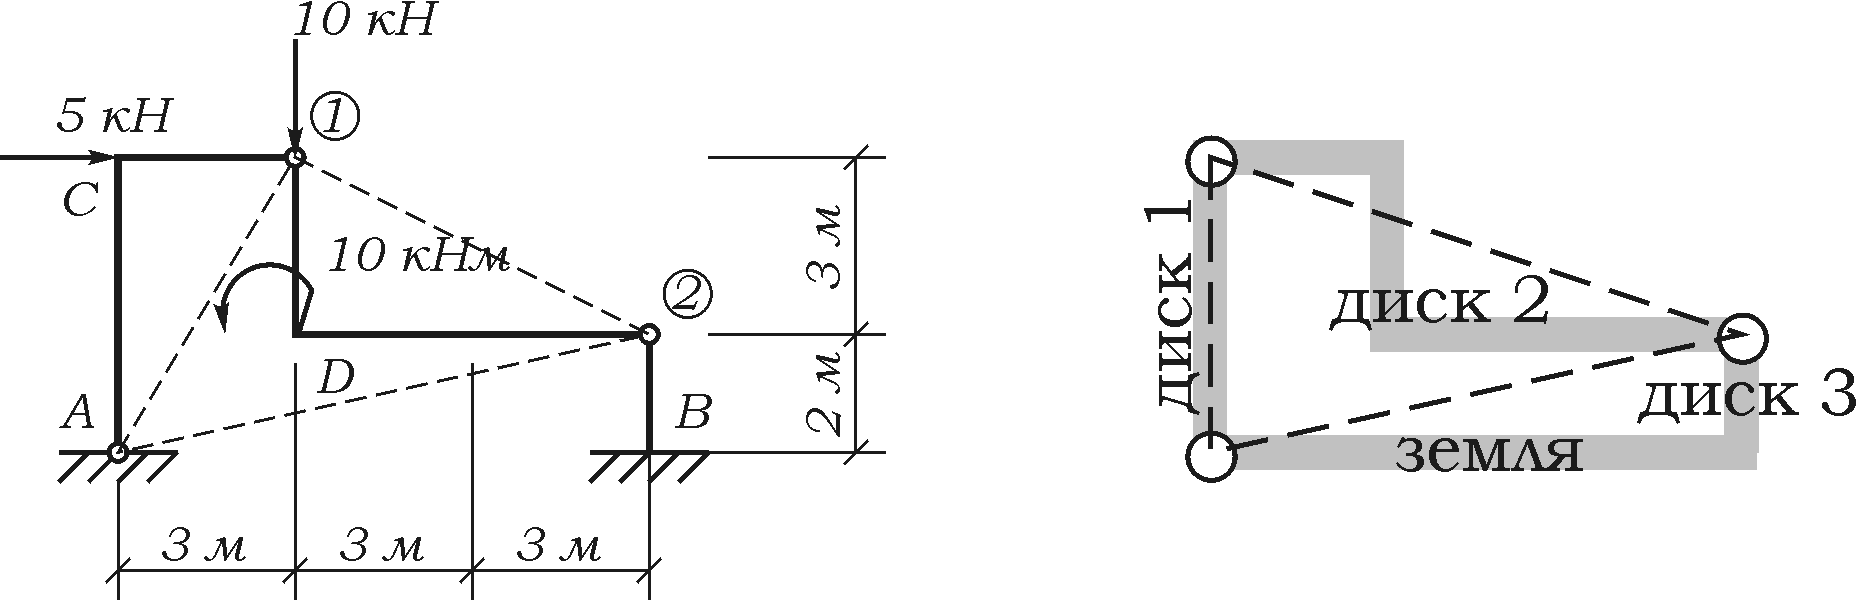 10 кН
5 кН
1
C
10 кНм
2
D
A
B
3 м
2 м
3 м
3 м
3 м
диск 1
диск 2
диск 3
земля